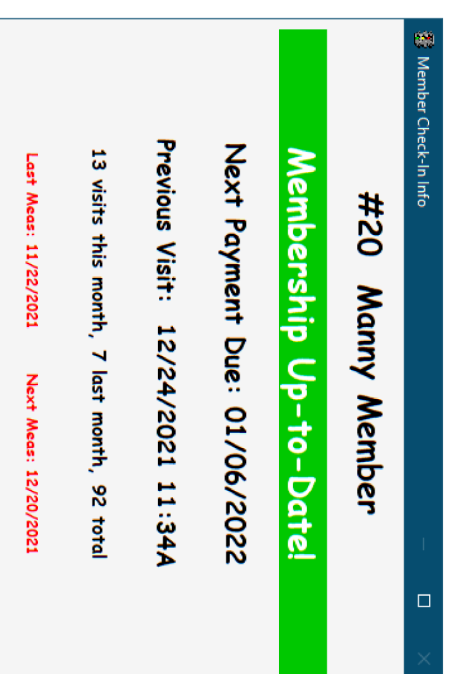 Member Check-In Info
#20 Manny Member
Membership Up-to-Date!
Next Payment Due: 01/06/2022
Previous Visit: 12/24/2021 11:34A
13 visits this month, 7 last month, 92 total
Last Meas: 11/22/2021 Next Meas: 12/20/2021